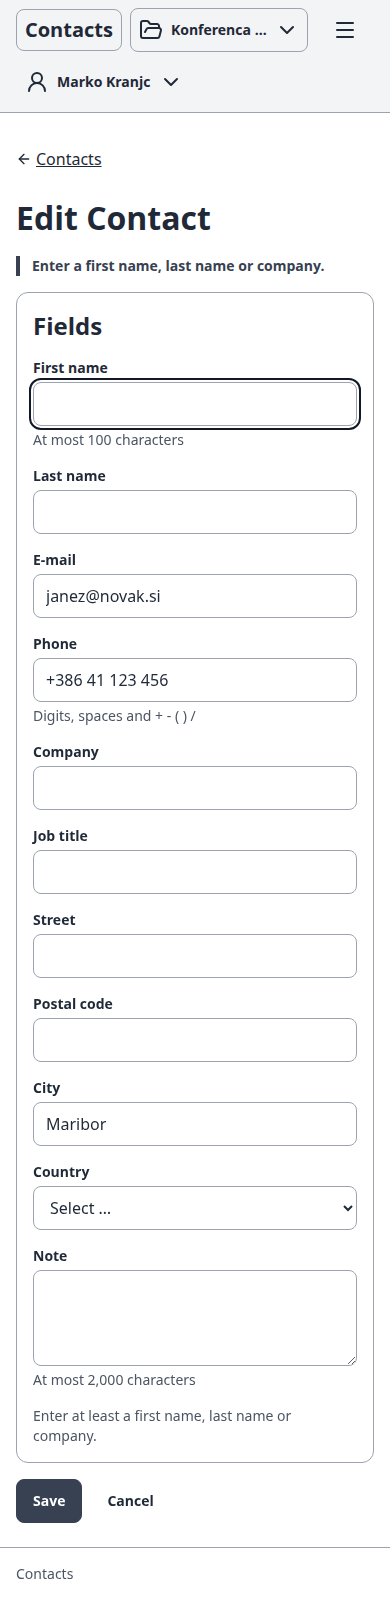 Contacts
Konferenca ...
Marko Kranjc
Contacts
Edit Contact
Enter a first name, last name or company.
Fields
First name
At most 100 characters
Last name
E-mail
janez@novak.si
Phone
+386 41 123 456
Digits, spaces and + - ( ) /
Company
Job title
Street
Postal code
City
Maribor
Country
Select ...
Note
At most 2,000 characters
Enter at least a first name, last name or
company.
Save
Cancel
Contacts